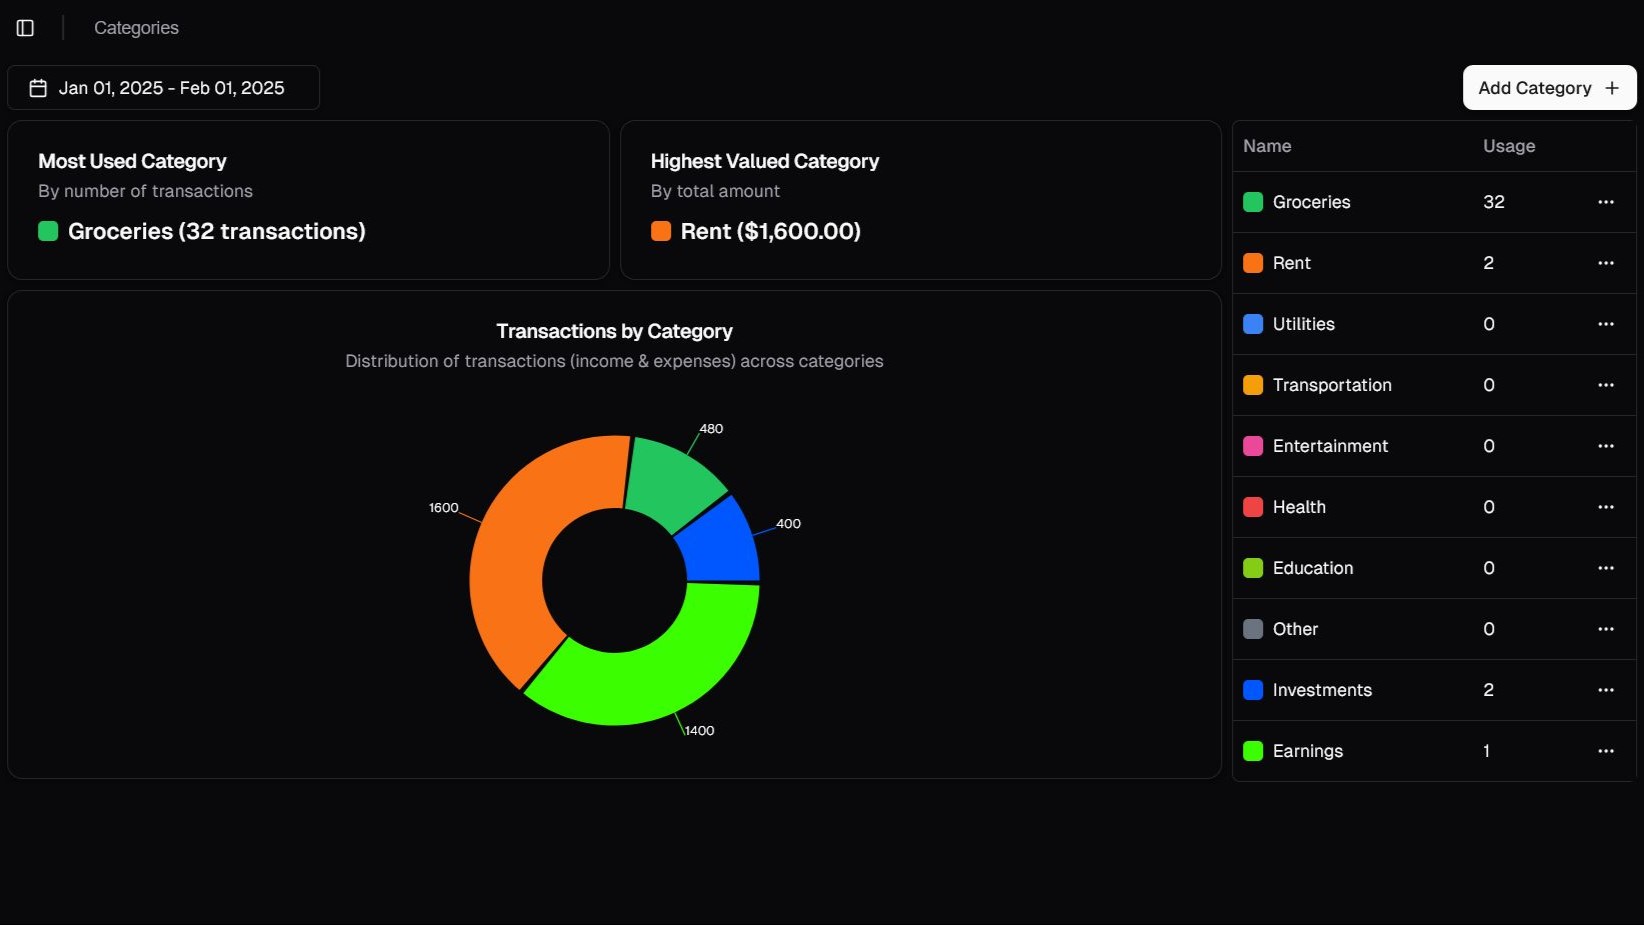 Categories
Jan 01, 2025 - Feb 01, 2025
Add Category
Most Used Category
By number of transactions
Groceries (32 transactions)
Highest Valued Category
By total amount
Rent ($1,600.00)
Transactions by Category
Distribution of transactions (income & expenses) across categories
480
1600
400
1400
Name Usage
Groceries 32
Rent 2
Utilities 0
Transportation 0
Entertainment 0
Health 0
Education 0
Other 0
Investments 2
Earnings 1